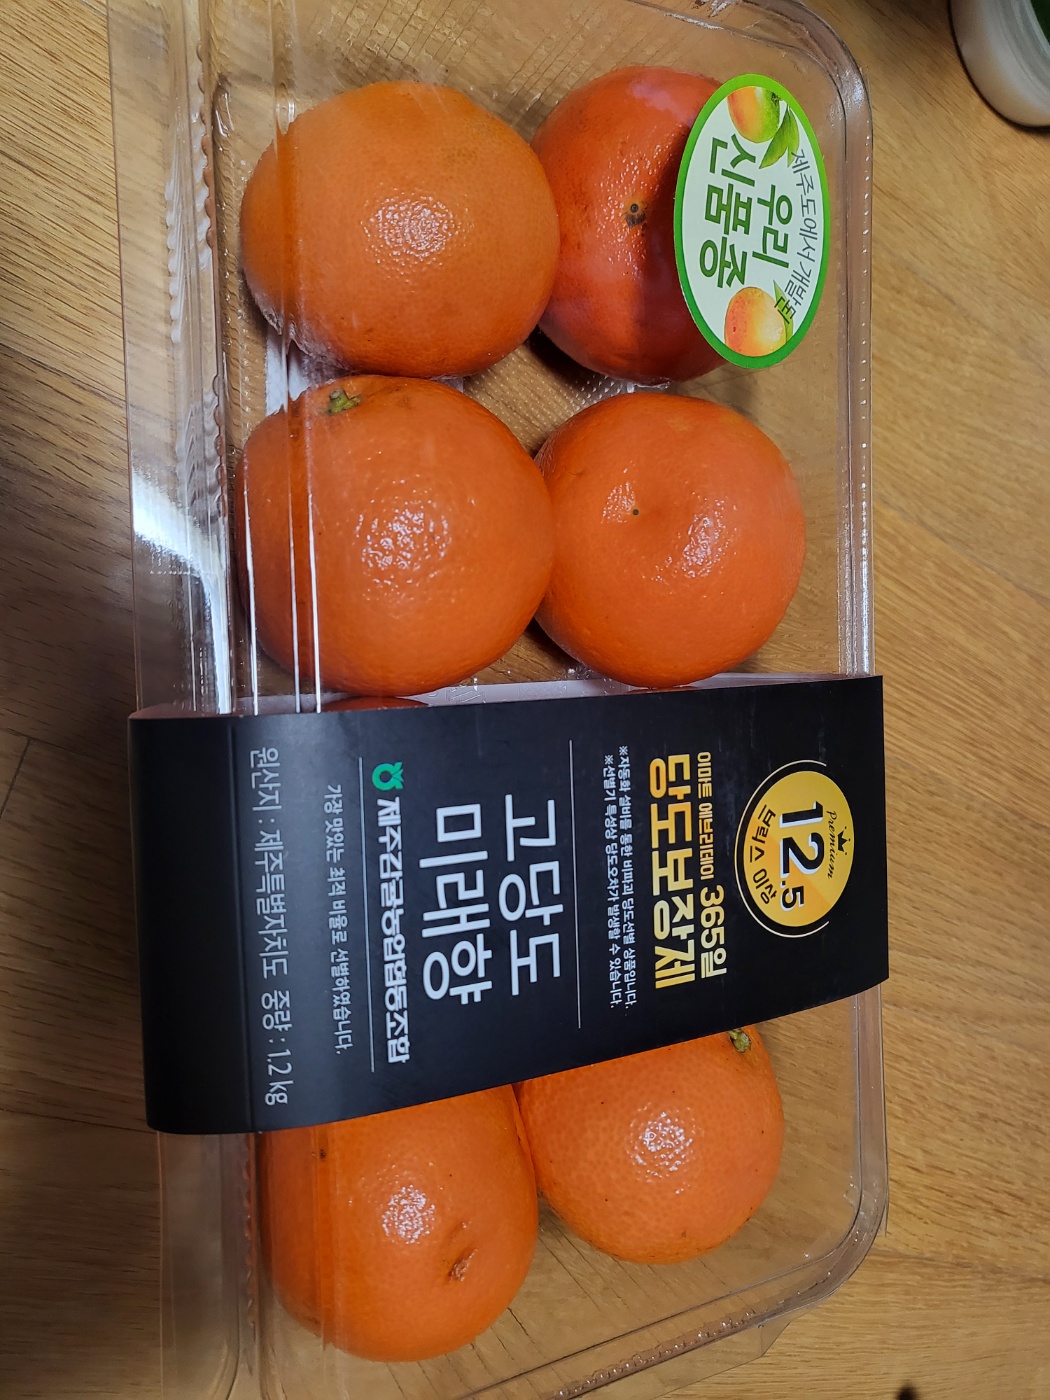 제주도에서 개발된
우리
신품종
Premium
12.5
브릭스 이상
이마트 에브리데이 365일
당도보장제
※자동화 설비를 통한 비파괴 당도선별 상품입니다.
※선별기 특성상 당도오차가 발생할 수 있습니다.
고당도
미래향
제주감귤농업협동조합
가장 맛있는 최적 비율로 선별하였습니다.
원산지 : 제주특별자치도 중량 : 1.2 kg